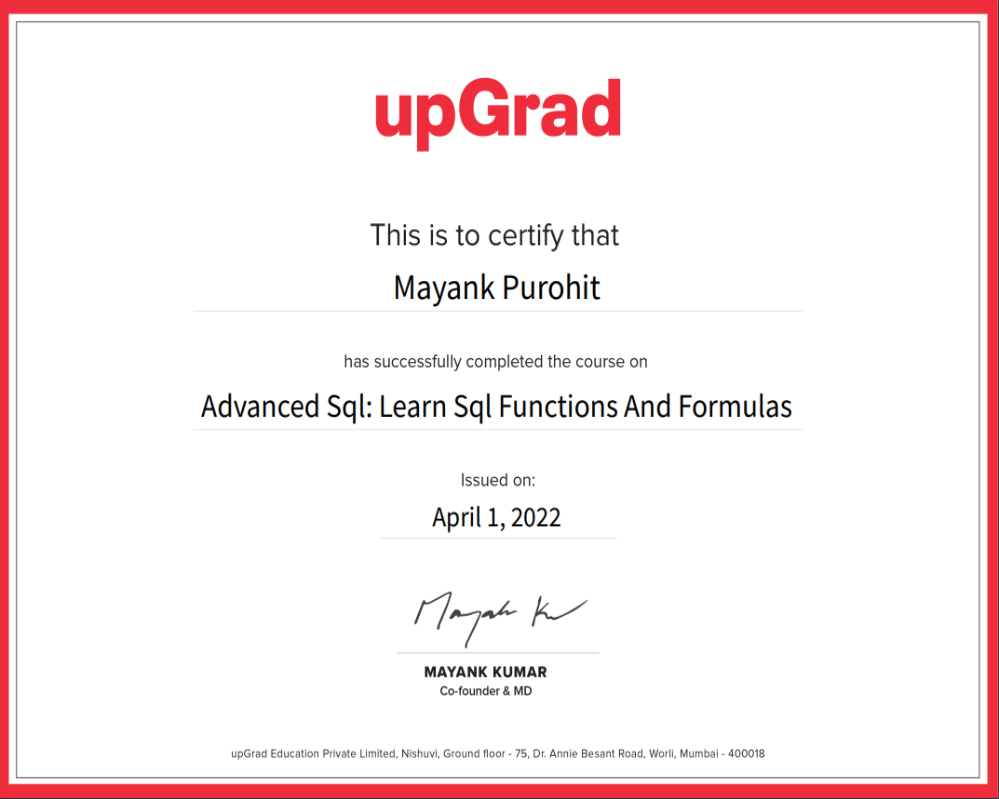 upGrad
This is to certify that
Mayank Purohit
has successfully completed the course on
Advanced Sql: Learn Sql Functions And Formulas
Issued on:
April 1, 2022
MAYANK KUMAR
Co-founder & MD
upGrad Education Private Limited, Nishuvi, Ground floor - 75, Dr. Annie Besant Road, Worli, Mumbai - 400018